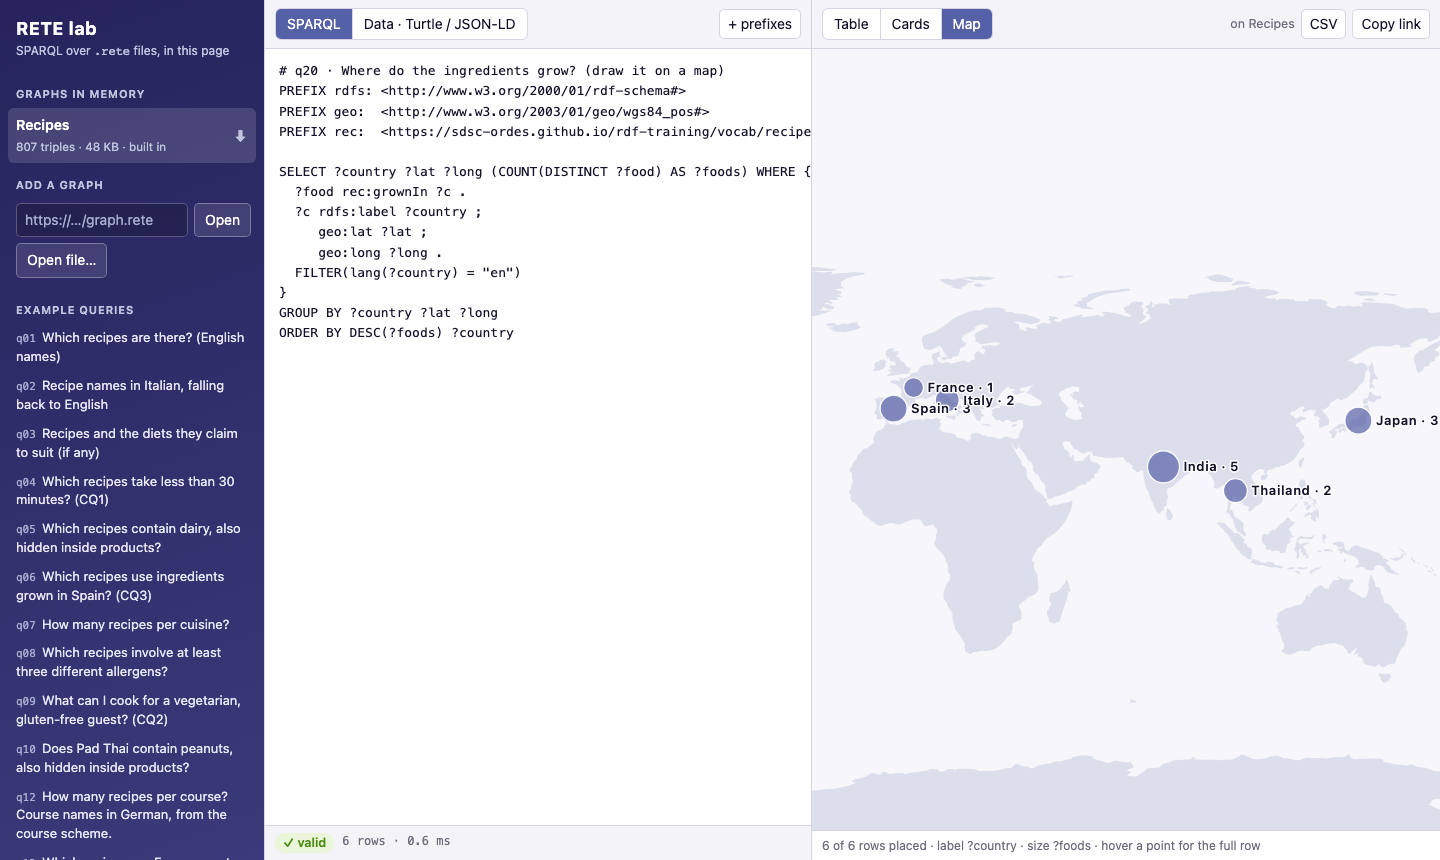 RETE lab
SPARQL over .rete files, in this page
GRAPHS IN MEMORY
Recipes
807 triples · 48 KB · built in
ADD A GRAPH
https://.../graph.rete
Open
Open file...
EXAMPLE QUERIES
q01 Which recipes are there? (English
names)
q02 Recipe names in Italian, falling
back to English
q03 Recipes and the diets they claim
to suit (if any)
q04 Which recipes take less than 30
minutes? (CQ1)
q05 Which recipes contain dairy, also
hidden inside products?
q06 Which recipes use ingredients
grown in Spain? (CQ3)
q07 How many recipes per cuisine?
q08 Which recipes involve at least
three different allergens?
q09 What can I cook for a vegetarian,
gluten-free guest? (CQ2)
q10 Does Pad Thai contain peanuts,
also hidden inside products?
q12 How many recipes per course?
Course names in German, from the
course scheme.
SPARQL
Data · Turtle / JSON-LD
+ prefixes
# q20 · Where do the ingredients grow? (draw it on a map)
PREFIX rdfs: <http://www.w3.org/2000/01/rdf-schema#>
PREFIX geo:  <http://www.w3.org/2003/01/geo/wgs84_pos#>
PREFIX rec:  <https://sdsc-ordes.github.io/rdf-training/vocab/recipe
SELECT ?country ?lat ?long (COUNT(DISTINCT ?food) AS ?foods) WHERE {
  ?food rec:grownIn ?c .
  ?c rdfs:label ?country ;
     geo:lat ?lat ;
     geo:long ?long .
  FILTER(lang(?country) = "en")
}
GROUP BY ?country ?lat ?long
ORDER BY DESC(?foods) ?country
✓ valid
6 rows · 0.6 ms
Table
Cards
Map
on Recipes
CSV
Copy link
France · 1
Italy · 2
Spain · 3
Japan · 3
India · 5
Thailand · 2
6 of 6 rows placed · label ?country · size ?foods · hover a point for the full row